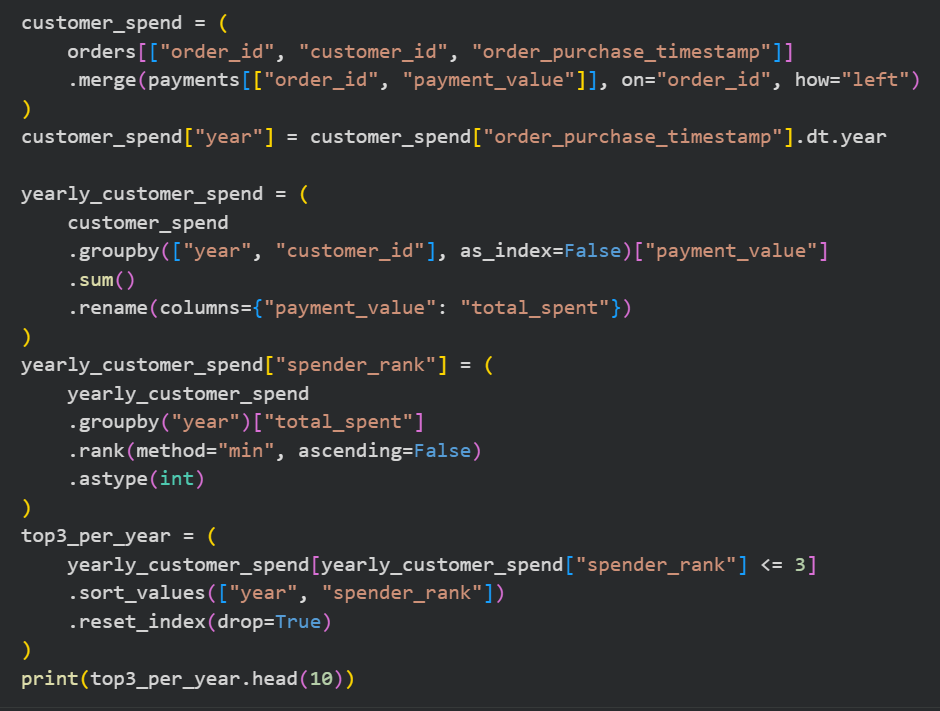 customer_spend = (
    orders[["order_id", "customer_id", "order_purchase_timestamp"]]
    .merge(payments[["order_id", "payment_value"]], on="order_id", how="left")
)
customer_spend["year"] = customer_spend["order_purchase_timestamp"].dt.year

yearly_customer_spend = (
    customer_spend
    .groupby(["year", "customer_id"], as_index=False)["payment_value"]
    .sum()
    .rename(columns={"payment_value": "total_spent"})
)
yearly_customer_spend["spender_rank"] = (
    yearly_customer_spend
    .groupby("year")["total_spent"]
    .rank(method="min", ascending=False)
    .astype(int)
)
top3_per_year = (
    yearly_customer_spend[yearly_customer_spend["spender_rank"] <= 3]
    .sort_values(["year", "spender_rank"])
    .reset_index(drop=True)
)
print(top3_per_year.head(10))